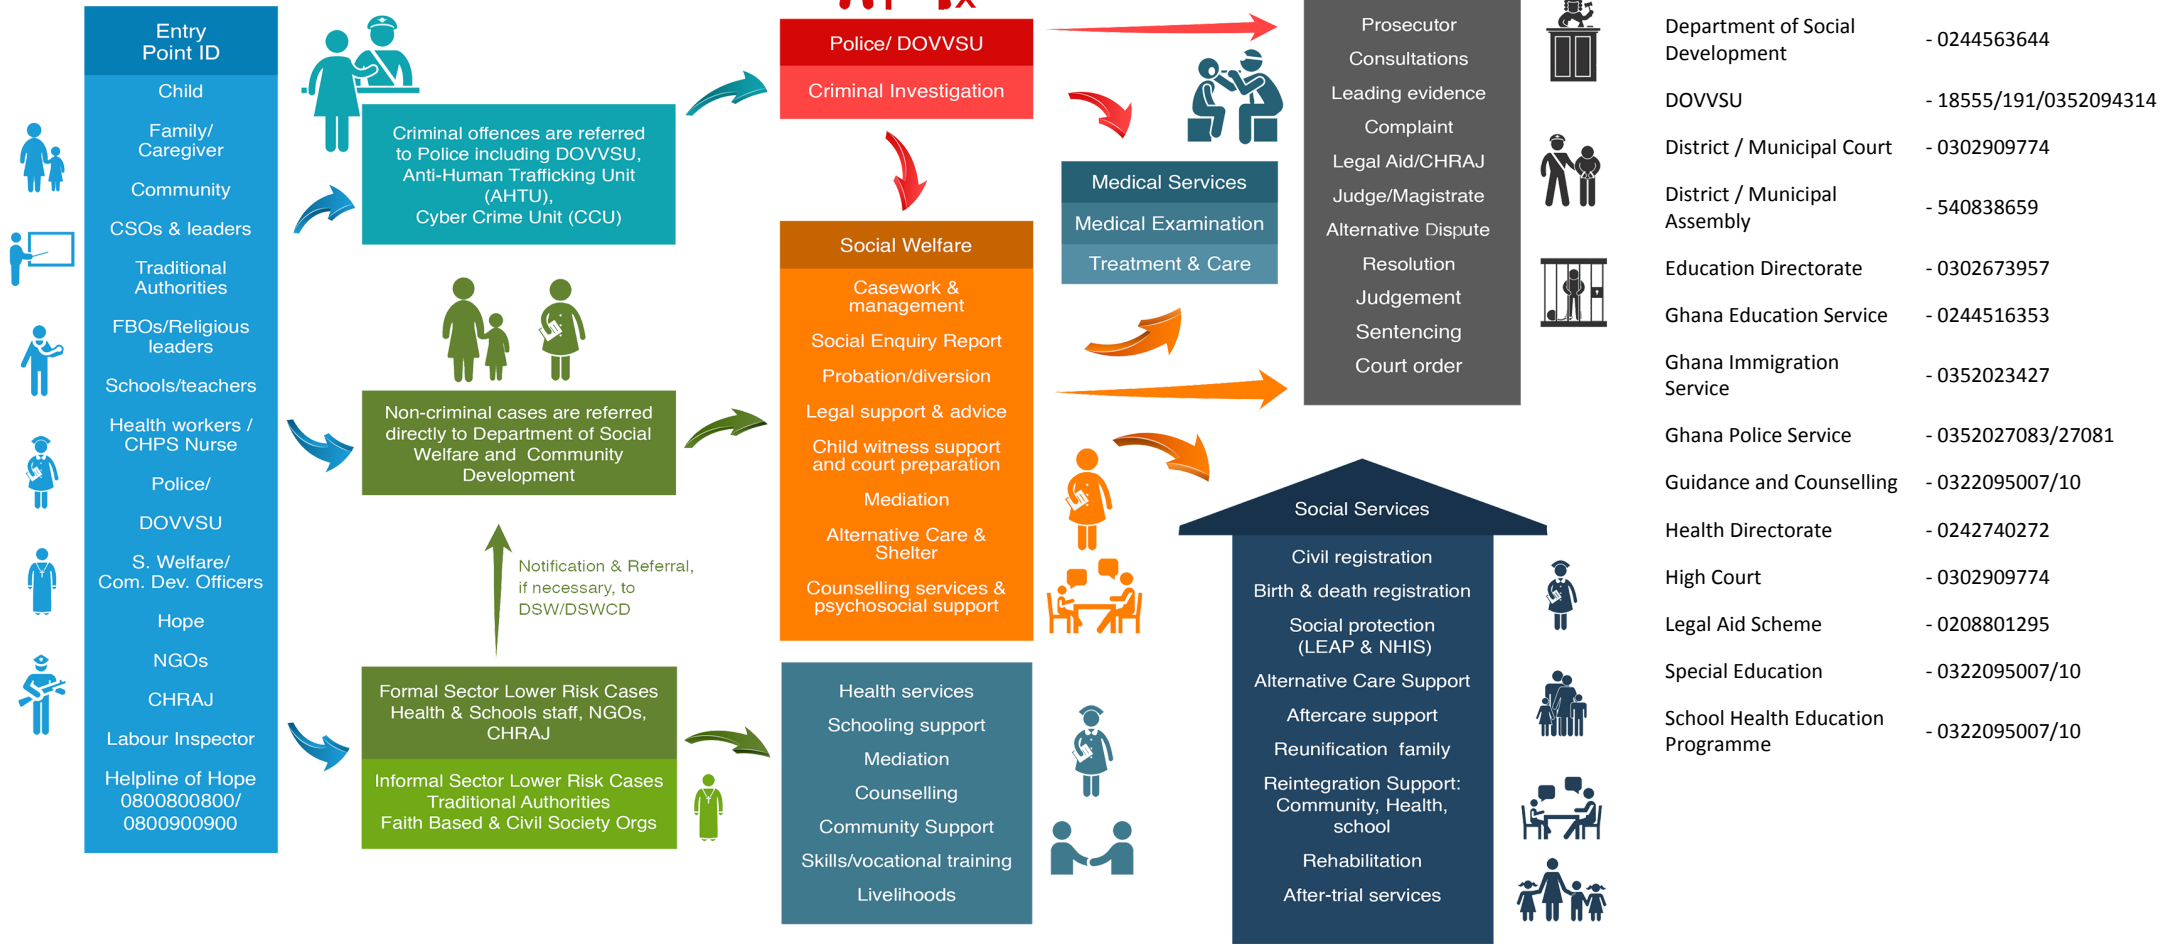 Entry
Point ID
Child
Family/
Caregiver
Community
CSOs & leaders
Traditional
Authorities
FBOs/Religious
leaders
Schools/teachers
Health workers /
CHPS Nurse
Police/
DOVVSU
S. Welfare/
Com. Dev. Officers
Hope
NGOs
CHRAJ
Labour Inspector
Helpline of Hope
0800800800/
0800900900
Criminal offences are referred
to Police including DOVVSU,
Anti-Human Trafficking Unit
(AHTU),
Cyber Crime Unit (CCU)
Non-criminal cases are referred
directly to Department of Social
Welfare and Community
Development
Notification & Referral,
if necessary, to
DSW/DSWCD
Formal Sector Lower Risk Cases
Health & Schools staff, NGOs,
CHRAJ
Informal Sector Lower Risk Cases
Traditional Authorities
Faith Based & Civil Society Orgs
Police/ DOVVSU
Criminal Investigation
Social Welfare
Casework &
management
Social Enquiry Report
Probation/diversion
Legal support & advice
Child witness support
and court preparation
Mediation
Alternative Care &
Shelter
Counselling services &
psychosocial support
Health services
Schooling support
Mediation
Counselling
Community Support
Skills/vocational training
Livelihoods
Medical Services
Medical Examination
Treatment & Care
Prosecutor
Consultations
Leading evidence
Complaint
Legal Aid/CHRAJ
Judge/Magistrate
Alternative Dispute
Resolution
Judgement
Sentencing
Court order
Social Services
Civil registration
Birth & death registration
Social protection
(LEAP & NHIS)
Alternative Care Support
Aftercare support
Reunification family
Reintegration Support:
Community, Health,
school
Rehabilitation
After-trial services
Department of Social
Development - 0244563644
DOVVSU - 18555/191/0352094314
District / Municipal Court - 0302909774
District / Municipal
Assembly - 540838659
Education Directorate - 0302673957
Ghana Education Service - 0244516353
Ghana Immigration
Service - 0352023427
Ghana Police Service - 0352027083/27081
Guidance and Counselling - 0322095007/10
Health Directorate - 0242740272
High Court - 0302909774
Legal Aid Scheme - 0208801295
Special Education - 0322095007/10
School Health Education
Programme - 0322095007/10